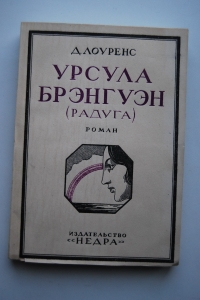 Д. ЛОУРЕНС
УРСУЛА
БРЭНГУЭН
(РАДУГА)
РОМАН
ИЗДАТЕЛЬСТВО
"НЕДРА"